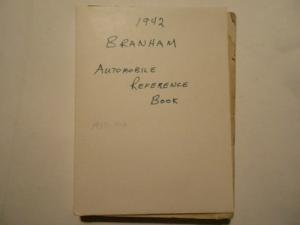 1942
BRANHAM
AUTOMOBILE
REFERENCE
BOOK